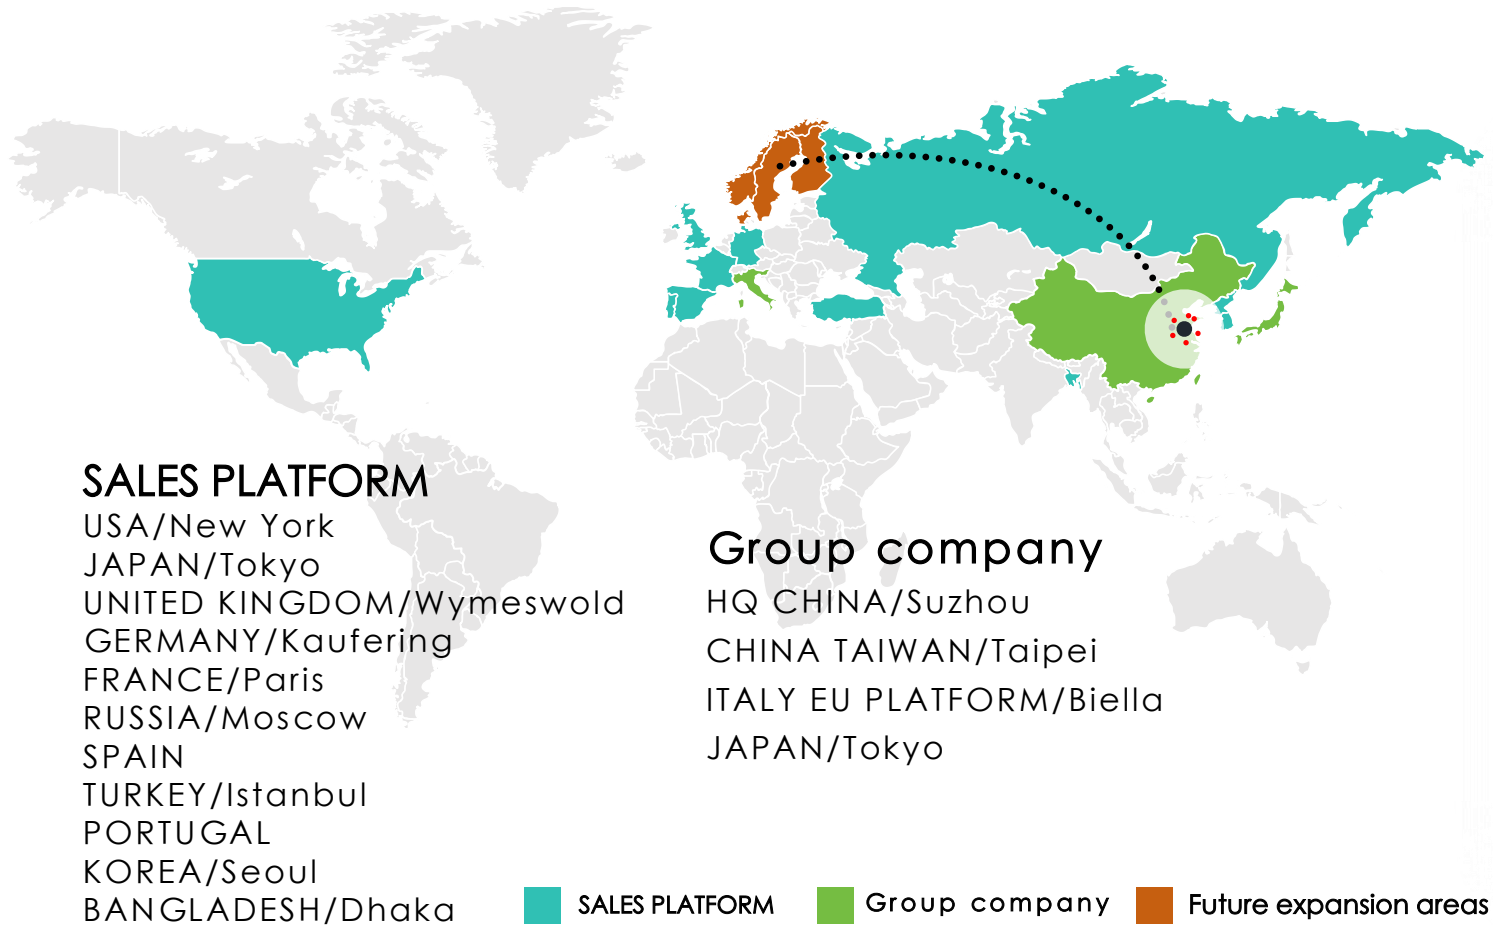 SALES PLATFORM
USA/New York
JAPAN/Tokyo
UNITED KINGDOM/Wymeswold
GERMANY/Kaufering
FRANCE/Paris
RUSSIA/Moscow
SPAIN
TURKEY/Istanbul
PORTUGAL
KOREA/Seoul
BANGLADESH/Dhaka
Group company
HQ CHINA/Suzhou
CHINA TAIWAN/Taipei
ITALY EU PLATFORM/Biella
JAPAN/Tokyo
SALES PLATFORM
Group company
Future expansion areas